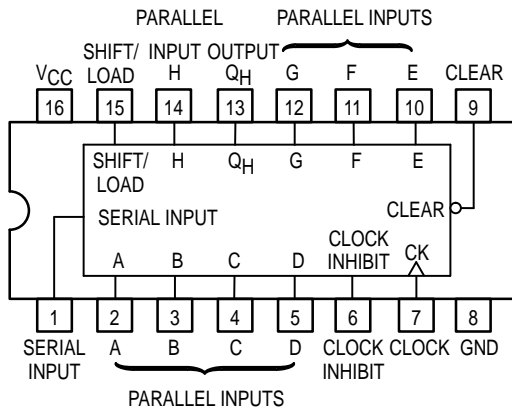 PARALLEL PARALLEL INPUTS
SHIFT/ INPUT OUTPUT
VCC LOAD H QH G F E CLEAR
16 15 14 13 12 11 10 9
SHIFT/ H QH G F E
LOAD
SERIAL INPUT CLEAR
CLOCK CK
A B C D INHIBIT
1 2 3 4 5 6 7 8
SERIAL A B C D CLOCK CLOCK GND
INPUT INHIBIT
PARALLEL INPUTS